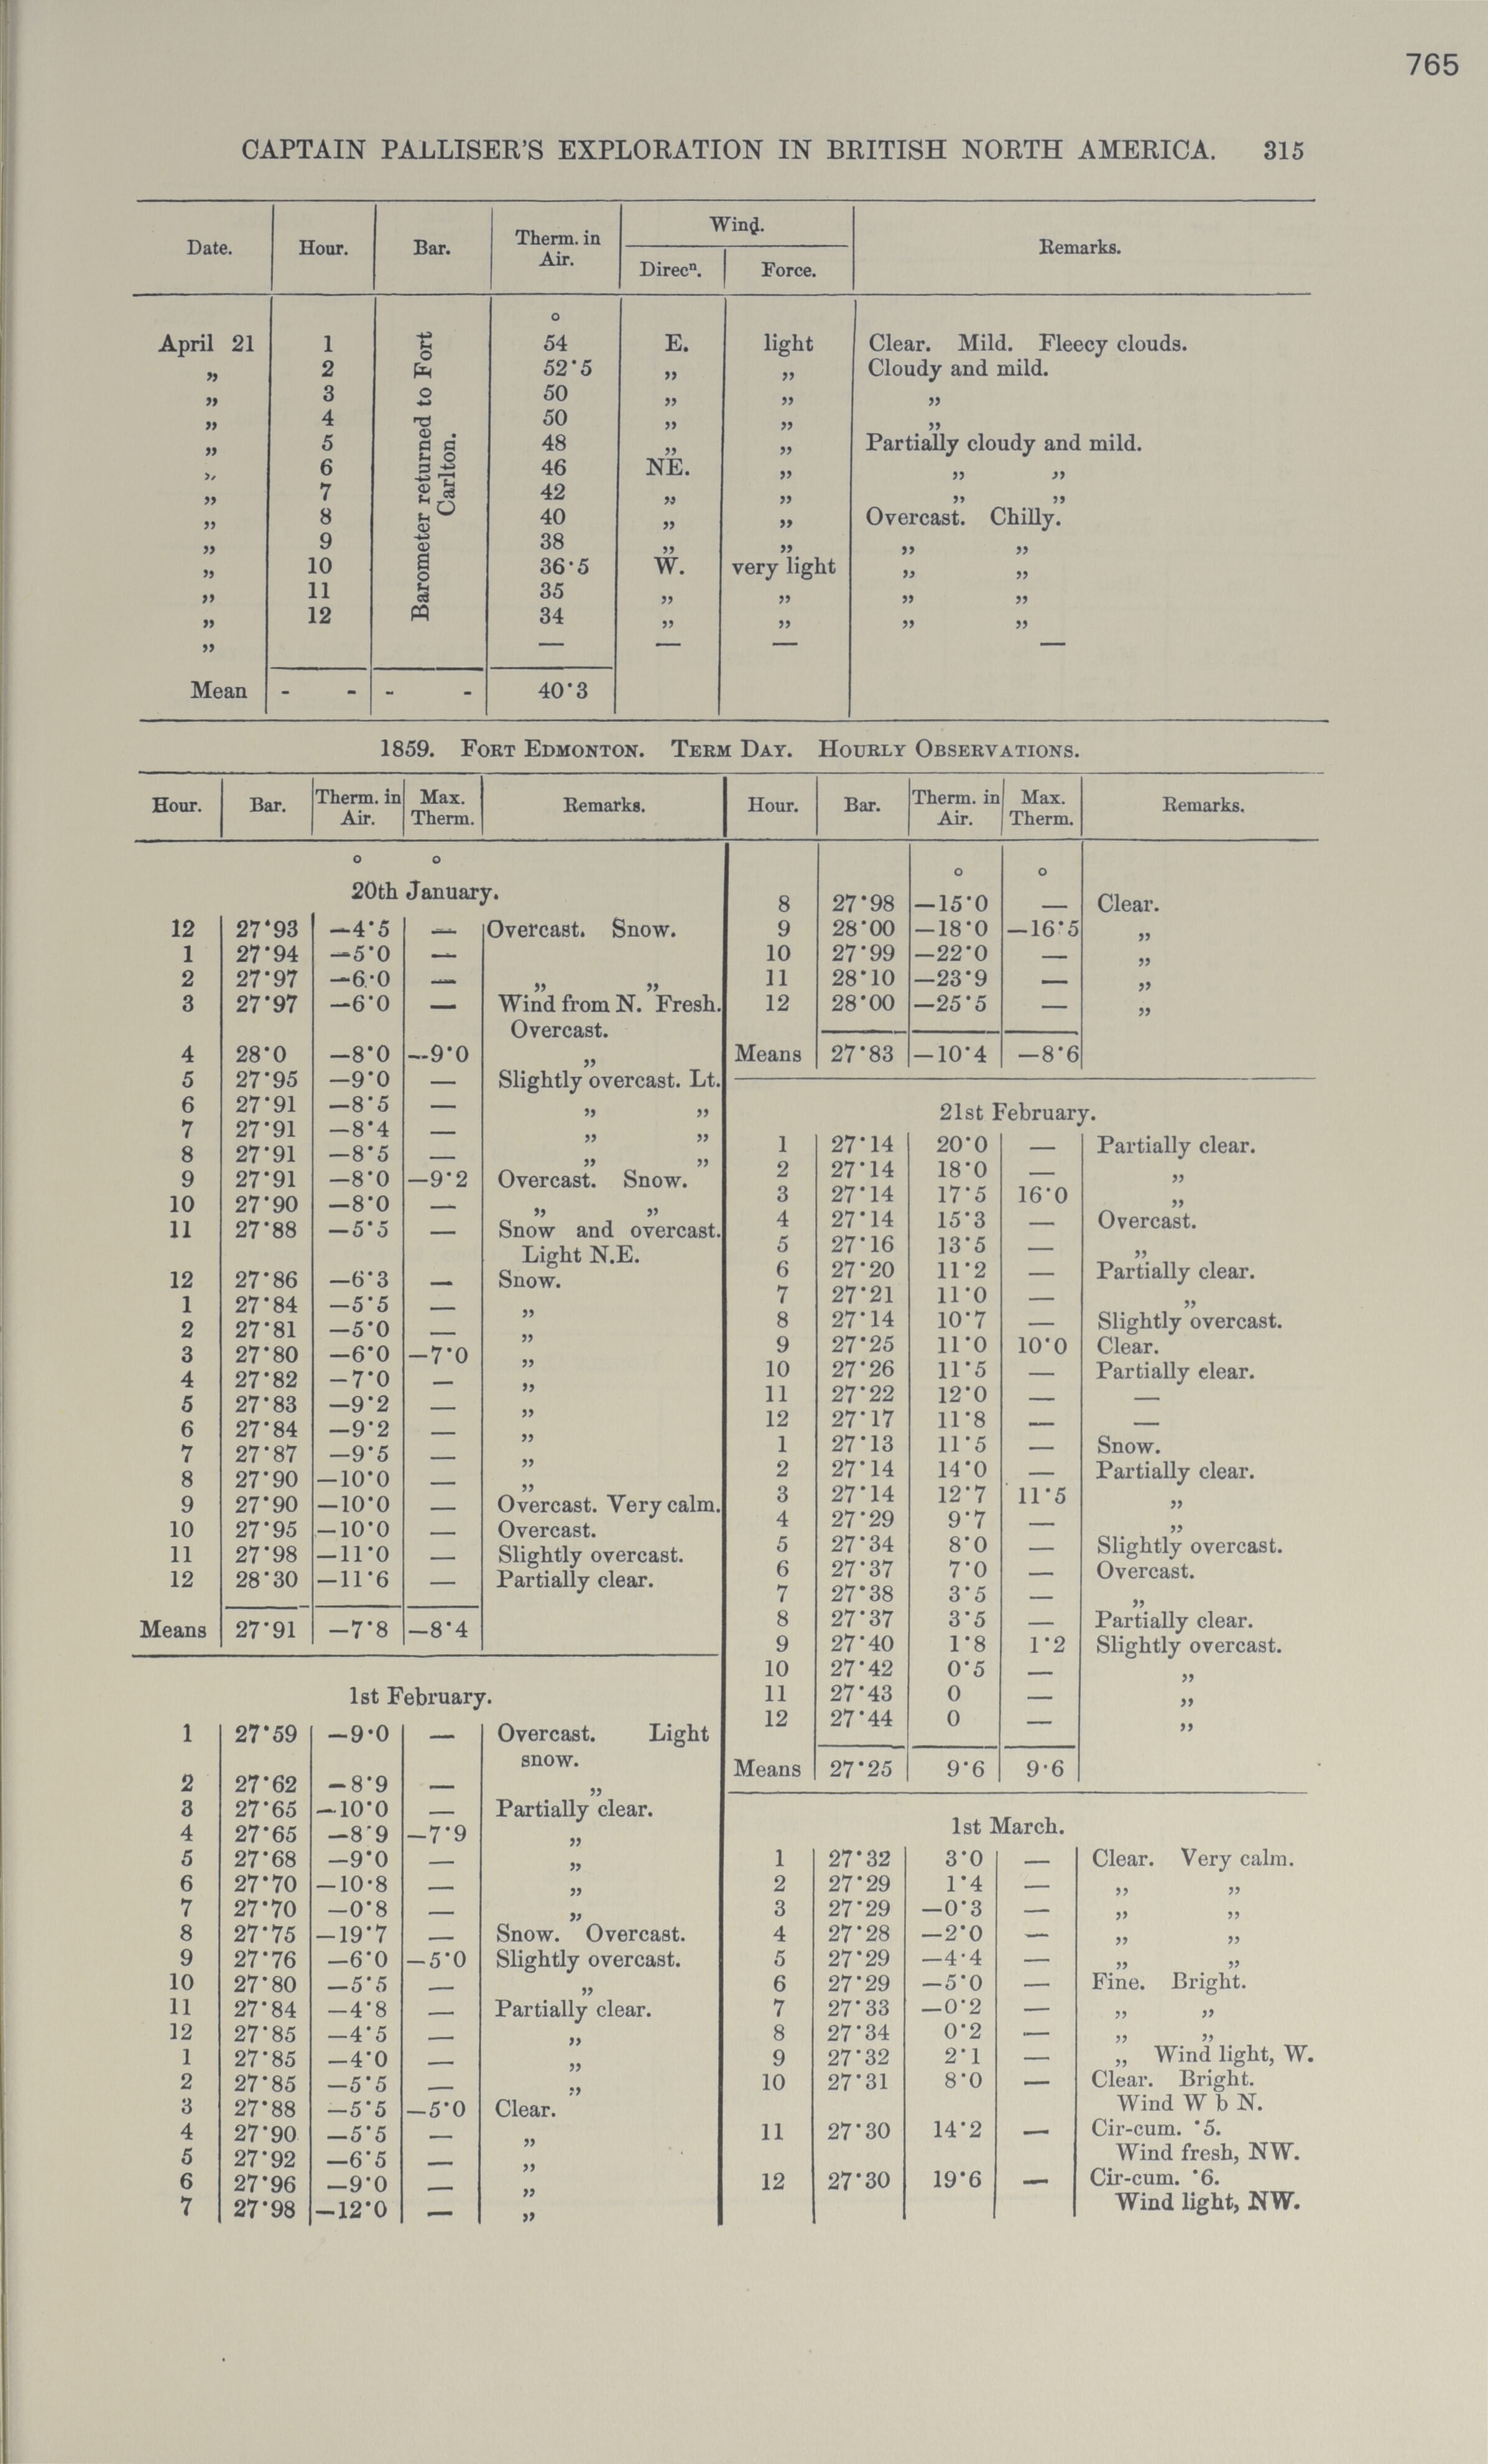 765
CAPTAIN PALLISER'S EXPLORATION IN BRITISH NORTH AMERICA. 315
Date. Hour. Bar. Therm. in Air. Wind. Remarks.
Direcⁿ. Force.
°
Barometer returned to Fort Carlton.
April 21 1 54 E. light Clear. Mild. Fleecy clouds.
„ 2 52·5 „ „ Cloudy and mild.
„ 3 50 „ „ „
„ 4 50 „ „ „
„ 5 48 „ „ Partially cloudy and mild.
„ 6 46 NE. „ „ „
„ 7 42 „ „ „ „
„ 8 40 „ „ Overcast. Chilly.
„ 9 38 „ „ „ „
„ 10 36·5 W. very light „ „
„ 11 35 „ „ „ „
„ 12 34 „ „ „ „
„ — — — —
Mean - - - - 40·3
1859. FORT EDMONTON. TERM DAY. HOURLY OBSERVATIONS.
Hour. Bar. Therm. in Air. Max. Therm. Remarks.
° °
20th January.
12 27·93 —4·5 — Overcast. Snow.
1 27·94 —5·0 —
2 27·97 —6·0 — „ „
3 27·97 —6·0 — Wind from N. Fresh.
Overcast.
4 28·0 —8·0 —9·0 „
5 27·95 —9·0 — Slightly overcast. Lt.
6 27·91 —8·5 — „ „
7 27·91 —8·4 — „ „
8 27·91 —8·5 — „ „
9 27·91 —8·0 —9·2 Overcast. Snow.
10 27·90 —8·0 — „ „
11 27·88 —5·5 — Snow and overcast.
Light N.E.
12 27·86 —6·3 — Snow.
1 27·84 —5·5 — „
2 27·81 —5·0 — „
3 27·80 —6·0 —7·0 „
4 27·82 —7·0 — „
5 27·83 —9·2 — „
6 27·84 —9·2 — „
7 27·87 —9·5 — „
8 27·90 —10·0 — „
9 27·90 —10·0 — Overcast. Very calm.
10 27·95 —10·0 — Overcast.
11 27·98 —11·0 — Slightly overcast.
12 28·30 —11·6 — Partially clear.
Means 27·91 —7·8 —8·4
1st February.
1 27·59 —9·0 — Overcast. Light
snow.
2 27·62 —8·9 — „
3 27·65 —10·0 — Partially clear.
4 27·65 —8·9 —7·9 „
5 27·68 —9·0 — „
6 27·70 —10·8 — „
7 27·70 —0·8 — „
8 27·75 —19·7 — Snow. Overcast.
9 27·76 —6·0 —5·0 Slightly overcast.
10 27·80 —5·5 — „
11 27·84 —4·8 — Partially clear.
12 27·85 —4·5 — „
1 27·85 —4·0 — „
2 27·85 —5·5 — „
3 27·88 —5·5 —5·0 Clear.
4 27·90 —5·5 — „
5 27·92 —6·5 — „
6 27·96 —9·0 — „
7 27·98 —12·0 — „
Hour. Bar. Therm. in Air. Max. Therm. Remarks.
° °
8 27·98 —15·0 — Clear.
9 28·00 —18·0 —16·5 „
10 27·99 —22·0 — „
11 28·10 —23·9 — „
12 28·00 —25·5 — „
Means 27·83 —10·4 —8·6
21st February.
1 27·14 20·0 — Partially clear.
2 27·14 18·0 — „
3 27·14 17·5 16·0 „
4 27·14 15·3 — Overcast.
5 27·16 13·5 — „
6 27·20 11·2 — Partially clear.
7 27·21 11·0 — „
8 27·14 10·7 — Slightly overcast.
9 27·25 11·0 10·0 Clear.
10 27·26 11·5 — Partially clear.
11 27·22 12·0 — —
12 27·17 11·8 — —
1 27·13 11·5 — Snow.
2 27·14 14·0 — Partially clear.
3 27·14 12·7 11·5 „
4 27·29 9·7 — „
5 27·34 8·0 — Slightly overcast.
6 27·37 7·0 — Overcast.
7 27·38 3·5 — „
8 27·37 3·5 — Partially clear.
9 27·40 1·8 1·2 Slightly overcast.
10 27·42 0·5 — „
11 27·43 0 — „
12 27·44 0 — „
Means 27·25 9·6 9·6
1st March.
1 27·32 3·0 — Clear. Very calm.
2 27·29 1·4 — „ „
3 27·29 —0·3 — „ „
4 27·28 —2·0 — „ „
5 27·29 —4·4 — „ „
6 27·29 —5·0 — Fine. Bright.
7 27·33 —0·2 — „ „
8 27·34 0·2 — „ „
9 27·32 2·1 — „ Wind light, W.
10 27·31 8·0 — Clear. Bright.
Wind W b N.
11 27·30 14·2 — Cir-cum. ·5.
Wind fresh, NW.
12 27·30 19·6 — Cir-cum. ·6.
Wind light, NW.